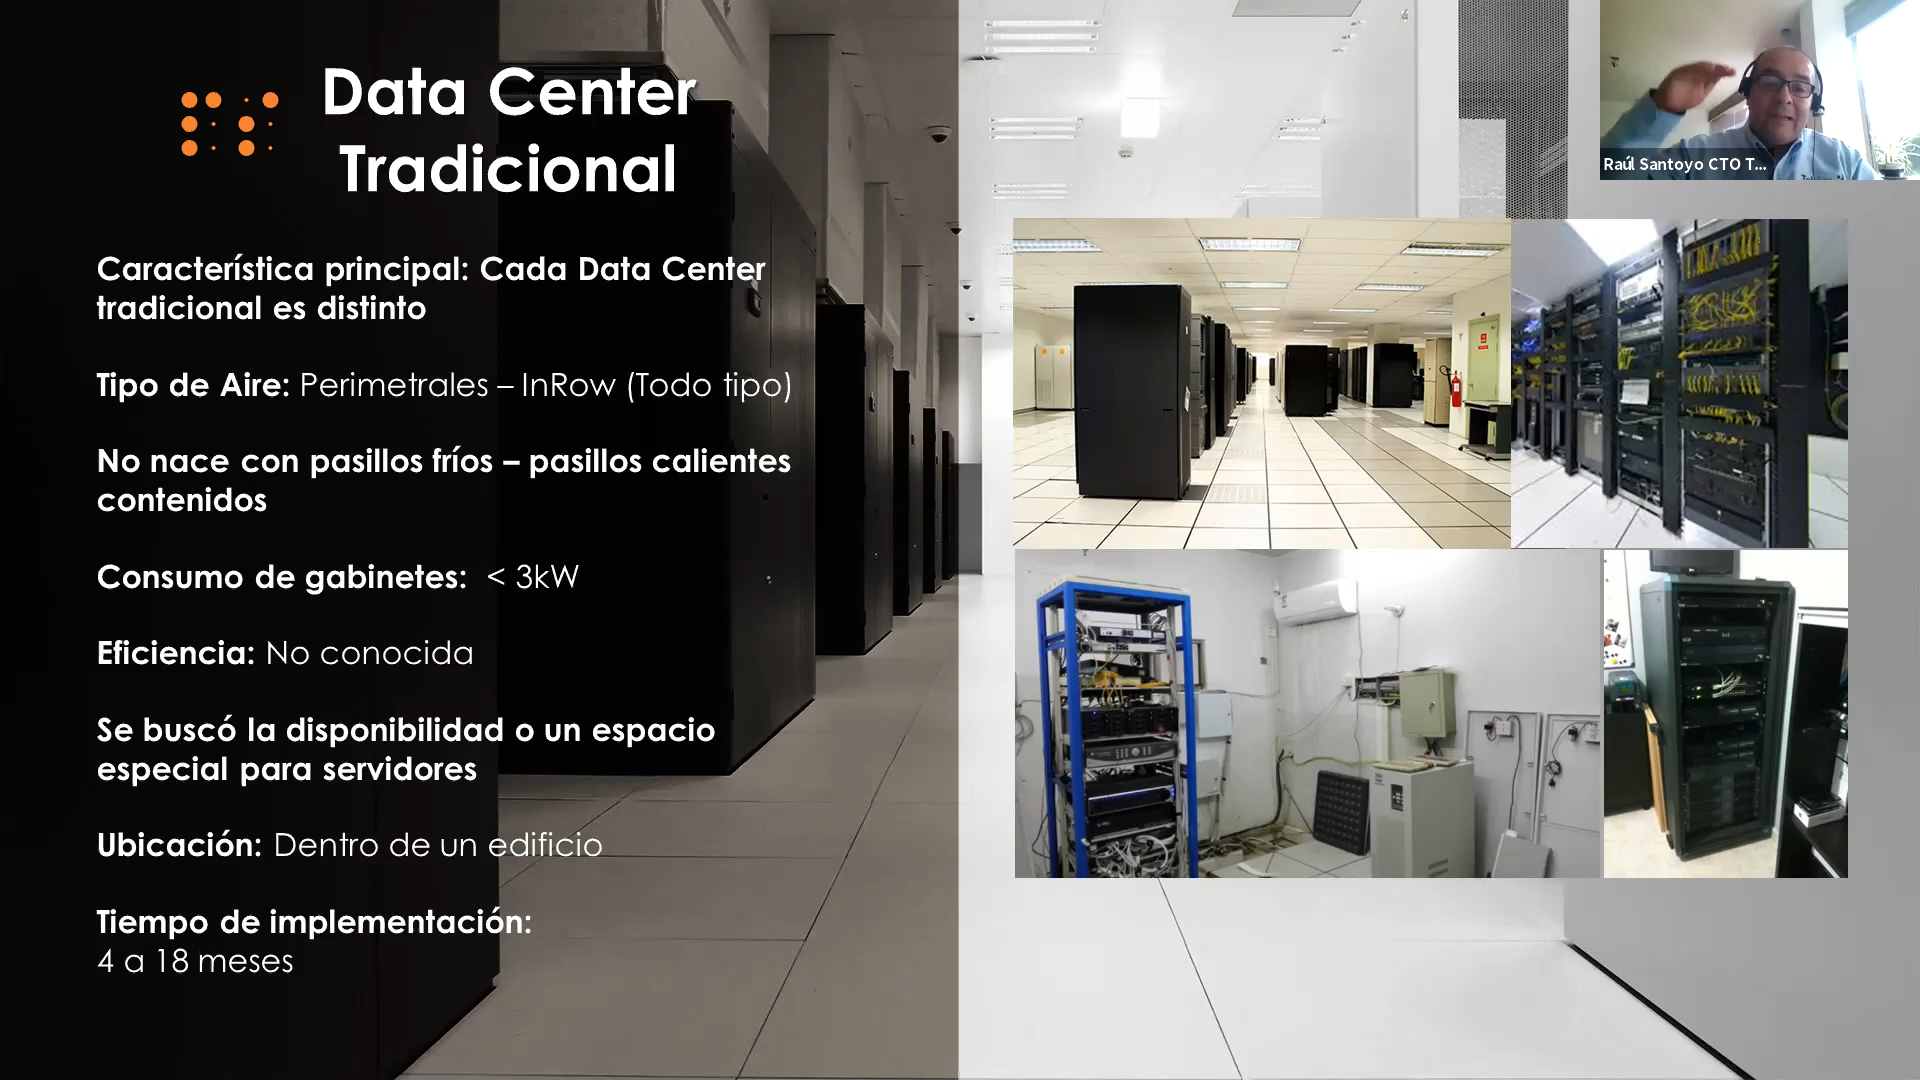 Data Center
Tradicional
Característica principal: Cada Data Center
tradicional es distinto
Tipo de Aire: Perimetrales – InRow (Todo tipo)
No nace con pasillos fríos – pasillos calientes
contenidos
Consumo de gabinetes: < 3kW
Eficiencia: No conocida
Se buscó la disponibilidad o un espacio
especial para servidores
Ubicación: Dentro de un edificio
Tiempo de implementación:
4 a 18 meses
Raúl Santoyo CTO T...